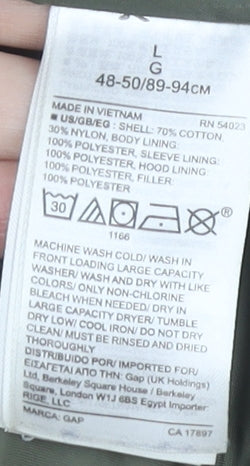 L
G
48-50/89-94CM
MADE IN VIETNAM
RN 54023
■ US/GB/EG : SHELL: 70% COTTON,
30% NYLON, BODY LINING:
100% POLYESTER, SLEEVE LINING:
100% POLYESTER, HOOD LINING:
100% POLYESTER, FILLER:
100% POLYESTER
30
®
1166
MACHINE WASH COLD/ WASH IN
FRONT LOADING LARGE CAPACITY
WASHER/ WASH AND DRY WITH LIKE
COLORS/ ONLY NON-CHLORINE
BLEACH WHEN NEEDED/ DRY IN
LARGE CAPACITY DRYER/ TUMBLE
DRY LOW/ COOL IRON/ DO NOT DRY
CLEAN/ MUST BE RINSED AND DRIED
THOROUGHLY
DISTRIBUIDO POR/ IMPORTED FOR/
ΕΙΣΑΓΕΤΑΙ ΑΠΟ ΤΗΝ: Gap (UK Holdings)
Ltd, Berkeley Square House / Berkeley
Square, London W1J 6BS Egypt Importer:
RIGE, LLC
MARCA: GAP
CA 17897